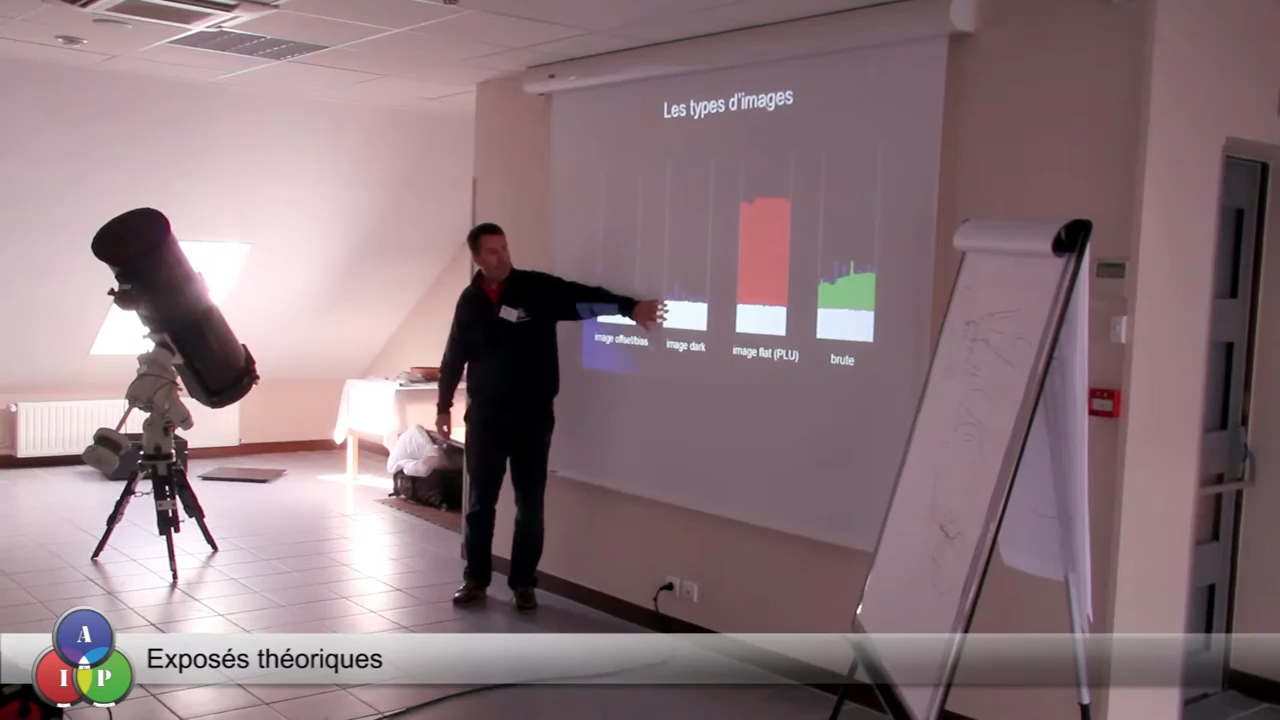 Les types d'images
image offset/bias
image dark
image flat (PLU)
brute
A
I P
Exposés théoriques